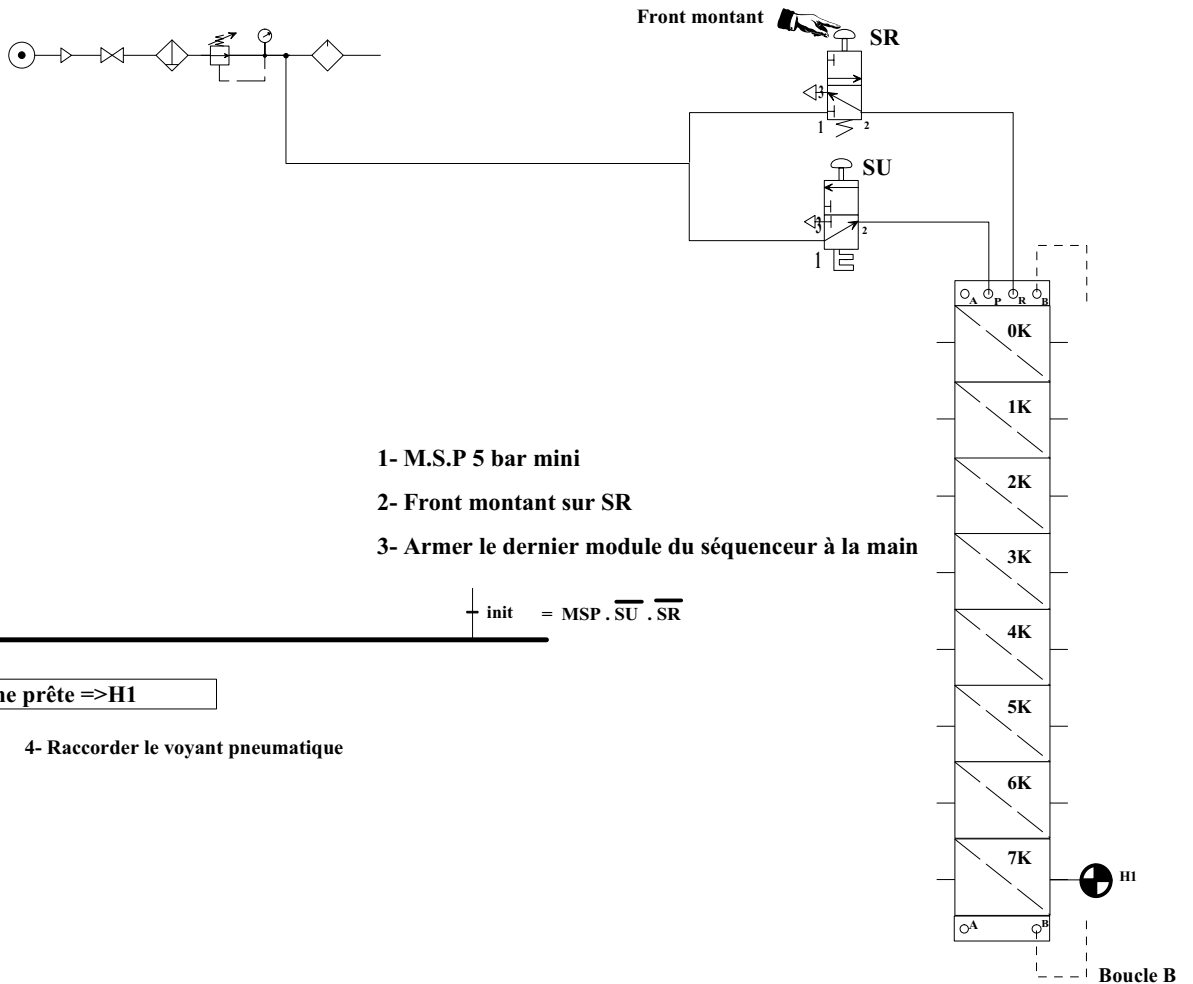 Front montant
SR
3
1 2
SU
3 2
1
A P R B
0K
1K
2K
3K
4K
5K
6K
7K
H1
A B
Boucle B
1- M.S.P 5 bar mini
2- Front montant sur SR
3- Armer le dernier module du séquenceur à la main
init = MSP . S̅U̅ . S̅R̅
ne prête =>H1
4- Raccorder le voyant pneumatique